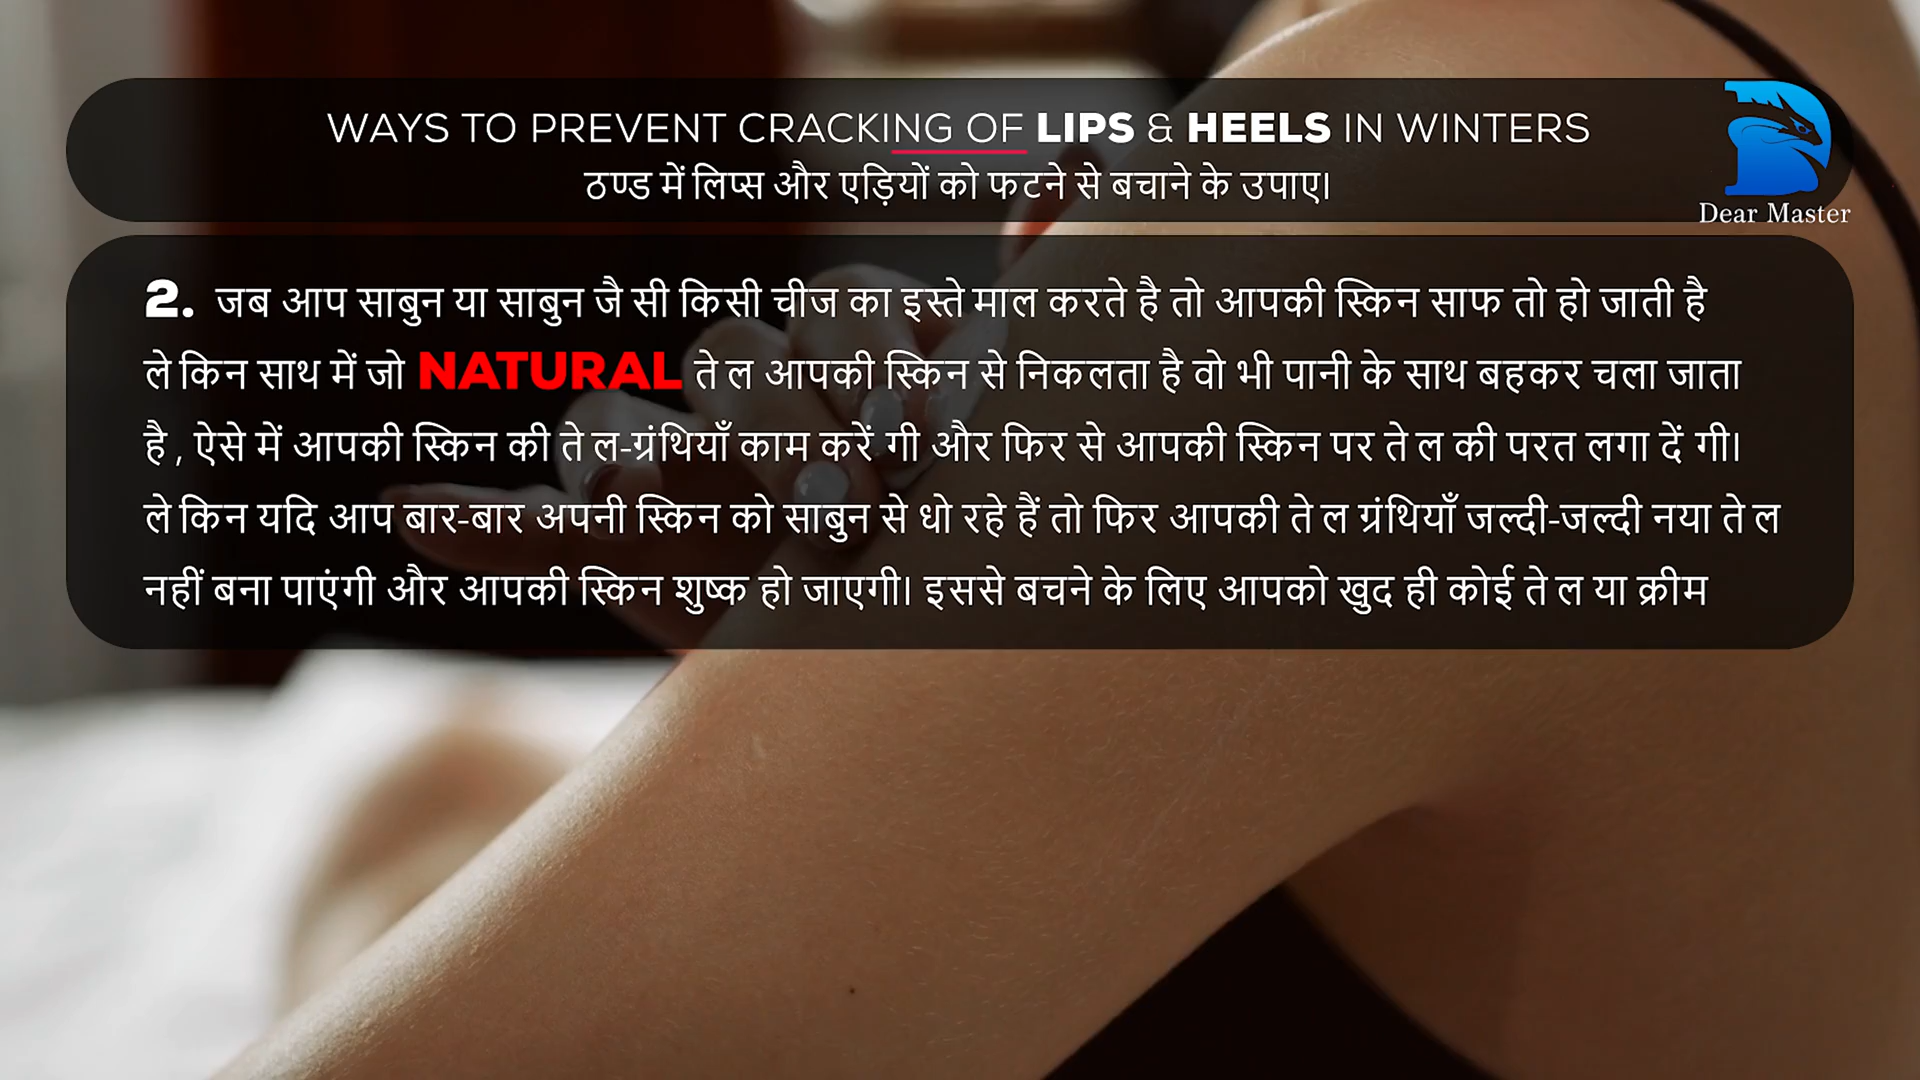 WAYS TO PREVENT CRACKING OF LIPS & HEELS IN WINTERS
ठण्ड में लिप्स और एड़ियों को फटने से बचाने के उपाए।
Dear Master
2. जब आप साबुन या साबुन जैसी किसी चीज का इस्तेमाल करते है तो आपकी स्किन साफ तो हो जाती है
लेकिन साथ में जो NATURAL तेल आपकी स्किन से निकलता है वो भी पानी के साथ बहकर चला जाता
है, ऐसे में आपकी स्किन की तेल-ग्रंथियाँ काम करेंगी और फिर से आपकी स्किन पर तेल की परत लगा देंगी।
लेकिन यदि आप बार-बार अपनी स्किन को साबुन से धो रहे हैं तो फिर आपकी तेल ग्रंथियाँ जल्दी-जल्दी नया तेल
नहीं बना पाएंगी और आपकी स्किन शुष्क हो जाएगी। इससे बचने के लिए आपको खुद ही कोई तेल या क्रीम